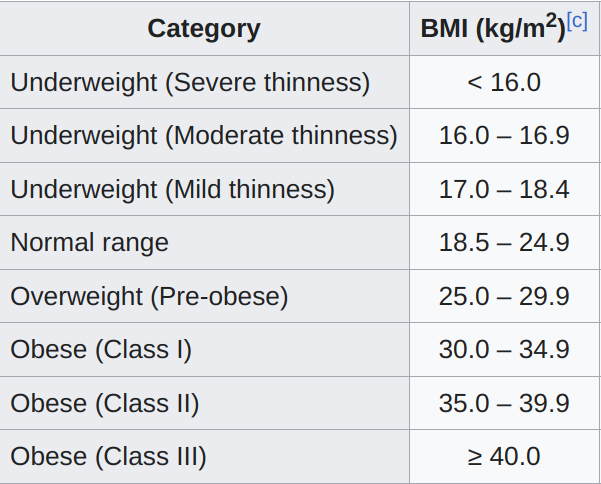 Category BMI (kg/m²)[c]
Underweight (Severe thinness) < 16.0
Underweight (Moderate thinness) 16.0 – 16.9
Underweight (Mild thinness) 17.0 – 18.4
Normal range 18.5 – 24.9
Overweight (Pre-obese) 25.0 – 29.9
Obese (Class I) 30.0 – 34.9
Obese (Class II) 35.0 – 39.9
Obese (Class III) ≥ 40.0